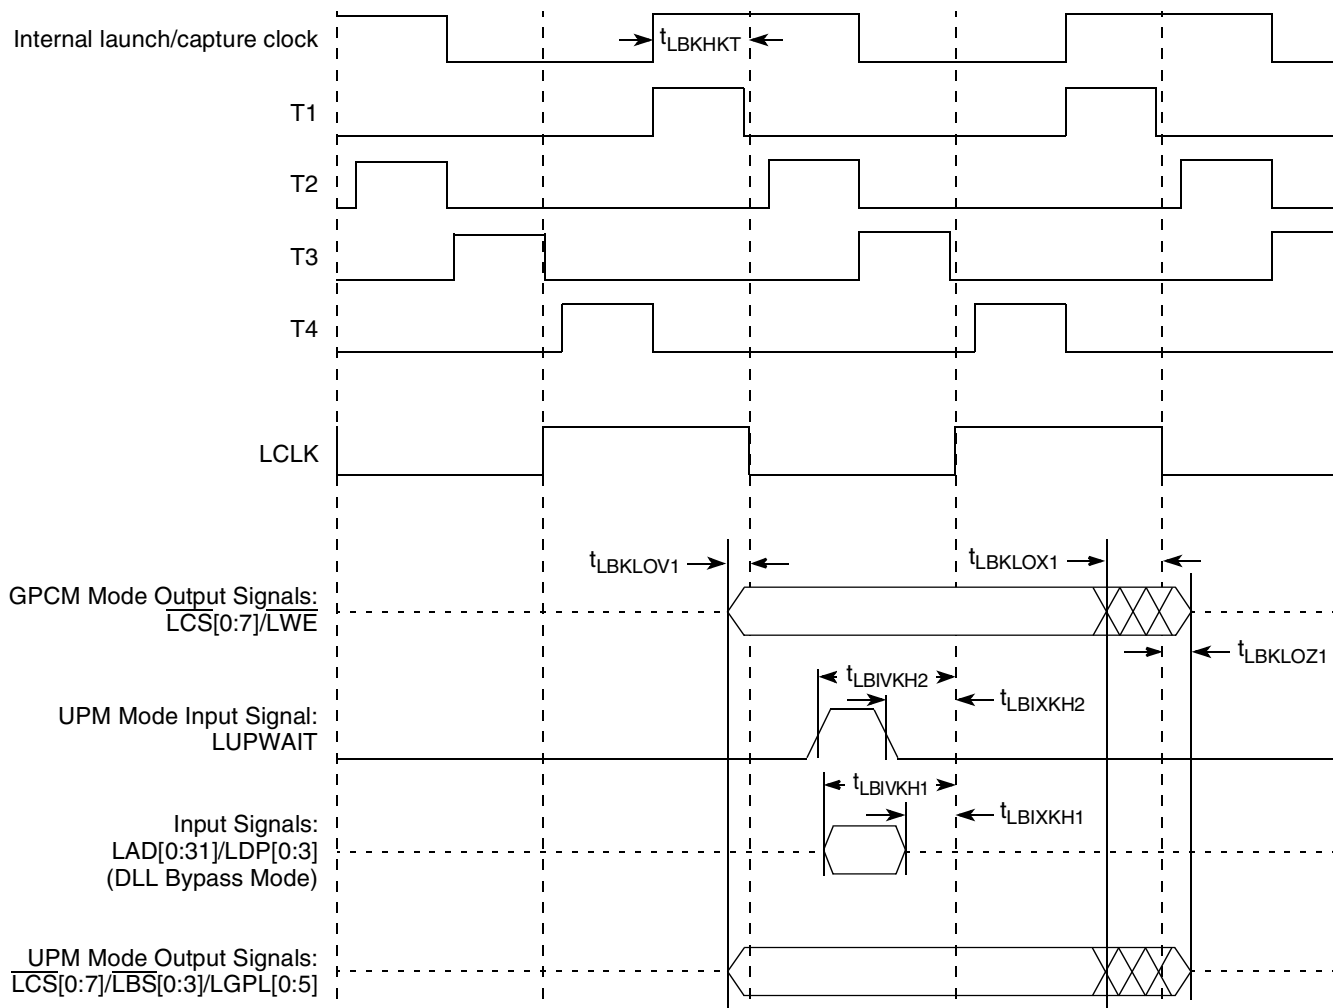 Internal launch/capture clock
tLBKHKT
T1
T2
T3
T4
LCLK
tLBKLOV1
tLBKLOX1
GPCM Mode Output Signals:
LCS[0:7]/LWE
tLBKLOZ1
tLBIVKH2
tLBIXKH2
UPM Mode Input Signal:
LUPWAIT
tLBIVKH1
tLBIXKH1
Input Signals:
LAD[0:31]/LDP[0:3]
(DLL Bypass Mode)
UPM Mode Output Signals:
LCS[0:7]/LBS[0:3]/LGPL[0:5]